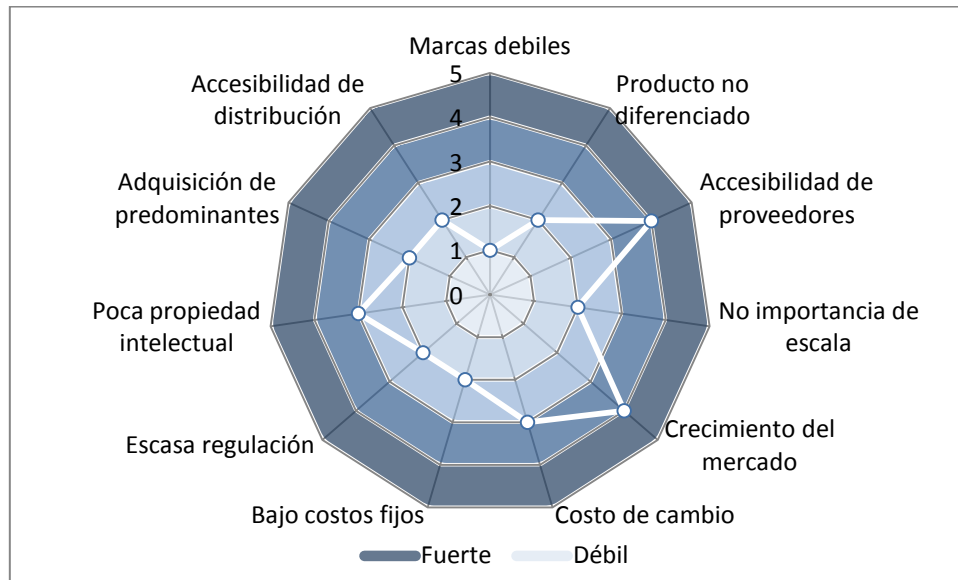 Marcas debiles
Producto no
diferenciado
Accesibilidad de
proveedores
No importancia de
escala
Crecimiento del
mercado
Costo de cambio
Bajo costos fijos
Escasa regulación
Poca propiedad
intelectual
Adquisición de
predominantes
Accesibilidad de
distribución
5
4
3
2
1
0
Fuerte
Débil